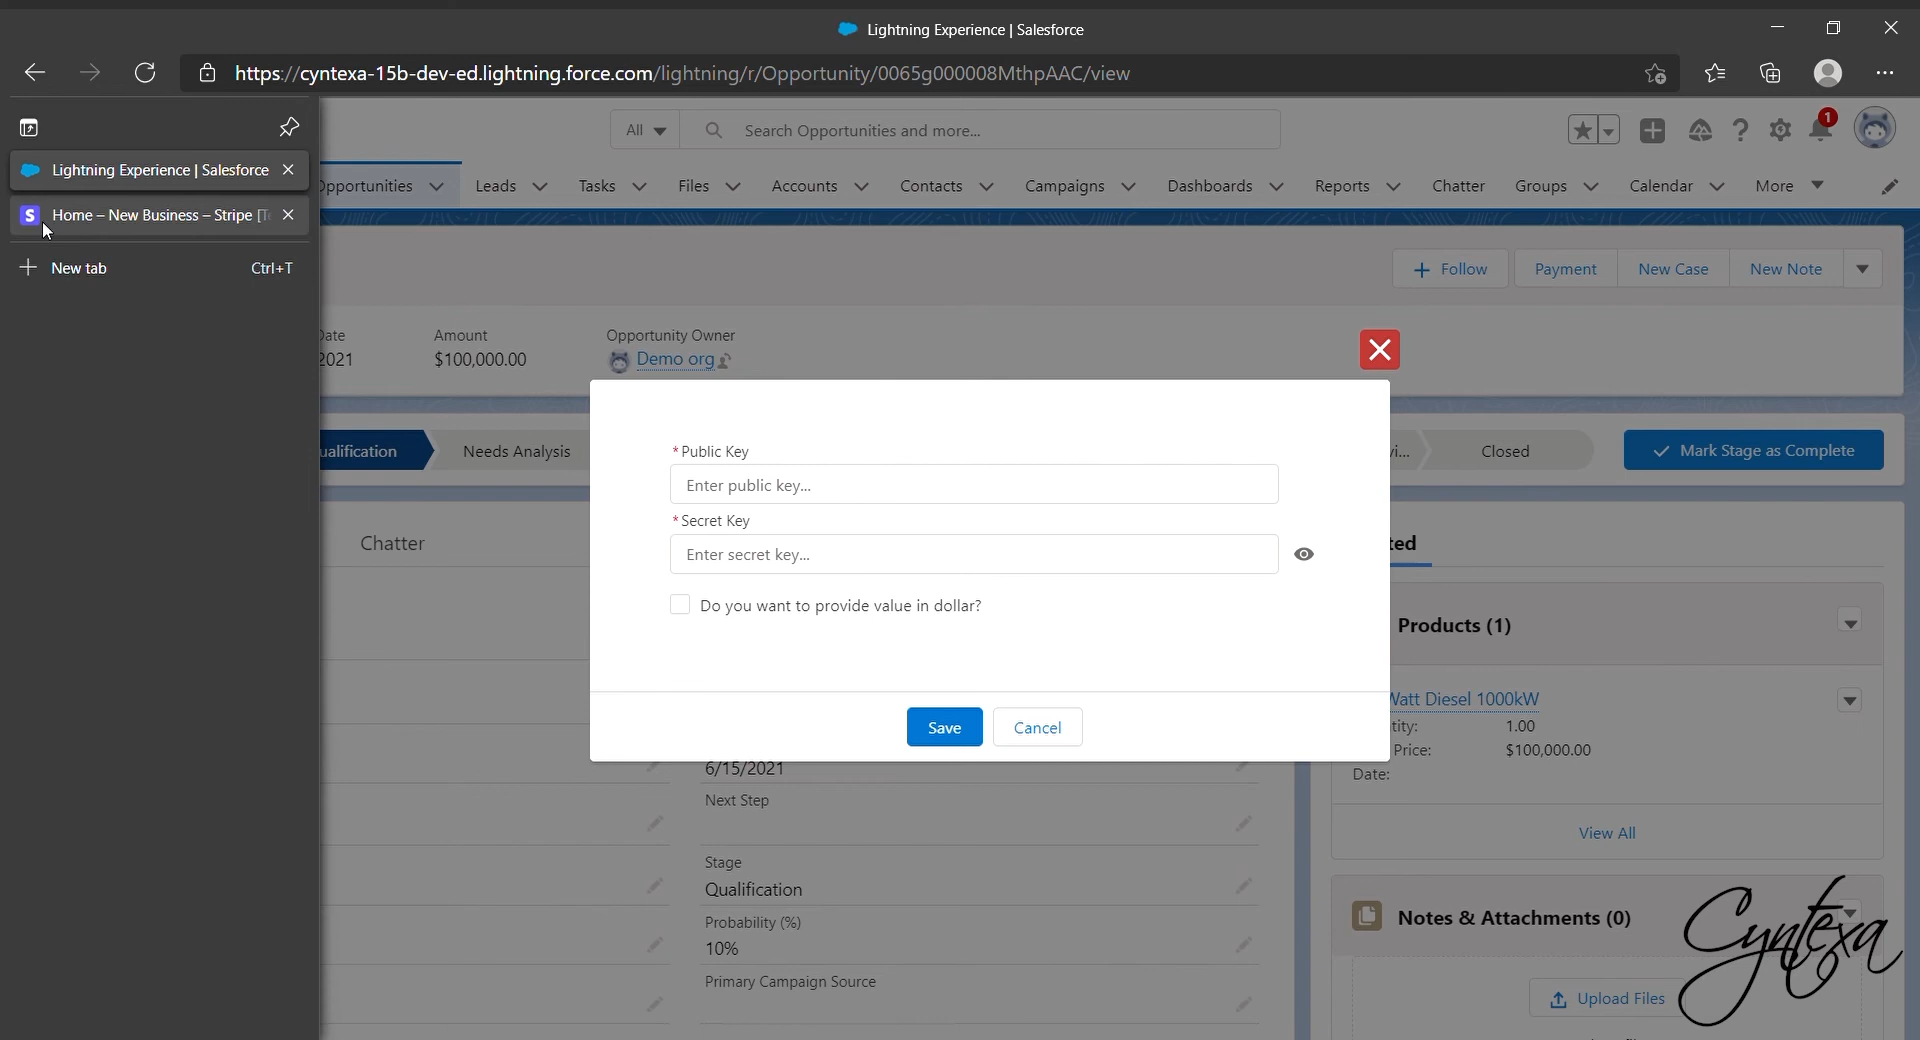 Lightning Experience | Salesforce
https://cyntexa-15b-dev-ed.lightning.force.com/lightning/r/Opportunity/0065g000008MthpAAC/view
Lightning Experience | Salesforce
Home – New Business – Stripe [Te
New tab Ctrl+T
All Search Opportunities and more...
1
Opportunities Leads Tasks Files Accounts Contacts Campaigns Dashboards Reports Chatter Groups Calendar More
Follow Payment New Case New Note
Date Amount Opportunity Owner
2021 $100,000.00 Demo org
ualification Needs Analysis Closed Mark Stage as Complete
*Public Key
Enter public key...
*Secret Key
Enter secret key...
Do you want to provide value in dollar?
Save Cancel
Chatter
6/15/2021
Next Step
Stage
Qualification
Probability (%)
10%
Primary Campaign Source
ted
Products (1)
Watt Diesel 1000kW
tity: 1.00
Price: $100,000.00
Date:
View All
Notes & Attachments (0)
Upload Files
Cyntexa